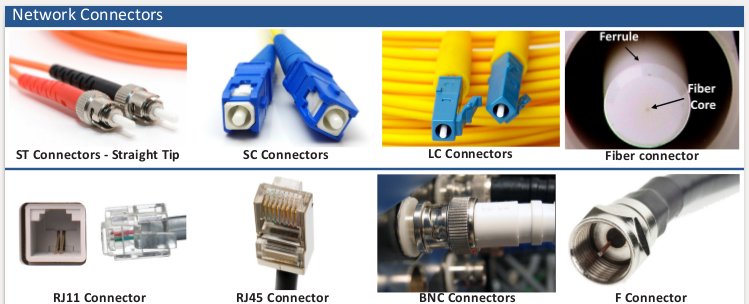 Network Connectors
Ferrule
Fiber
Core
ST Connectors - Straight Tip
SC Connectors
LC Connectors
Fiber connector
RJ11 Connector
RJ45 Connector
BNC Connectors
F Connector